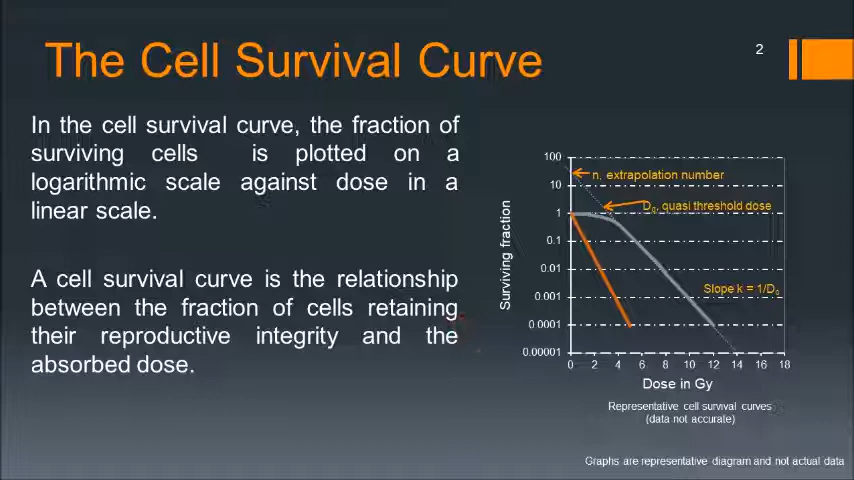 The Cell Survival Curve
2
In the cell survival curve, the fraction of
surviving cells is plotted on a
logarithmic scale against dose in a
linear scale.
A cell survival curve is the relationship
between the fraction of cells retaining
their reproductive integrity and the
absorbed dose.
Surviving fraction
100
10
1
0.1
0.01
0.001
0.0001
0.00001
n, extrapolation number
Dq, quasi threshold dose
Slope k = 1/D₀
0 2 4 6 8 10 12 14 16 18
Dose in Gy
Representative cell survival curves
(data not accurate)
Graphs are representative diagram and not actual data